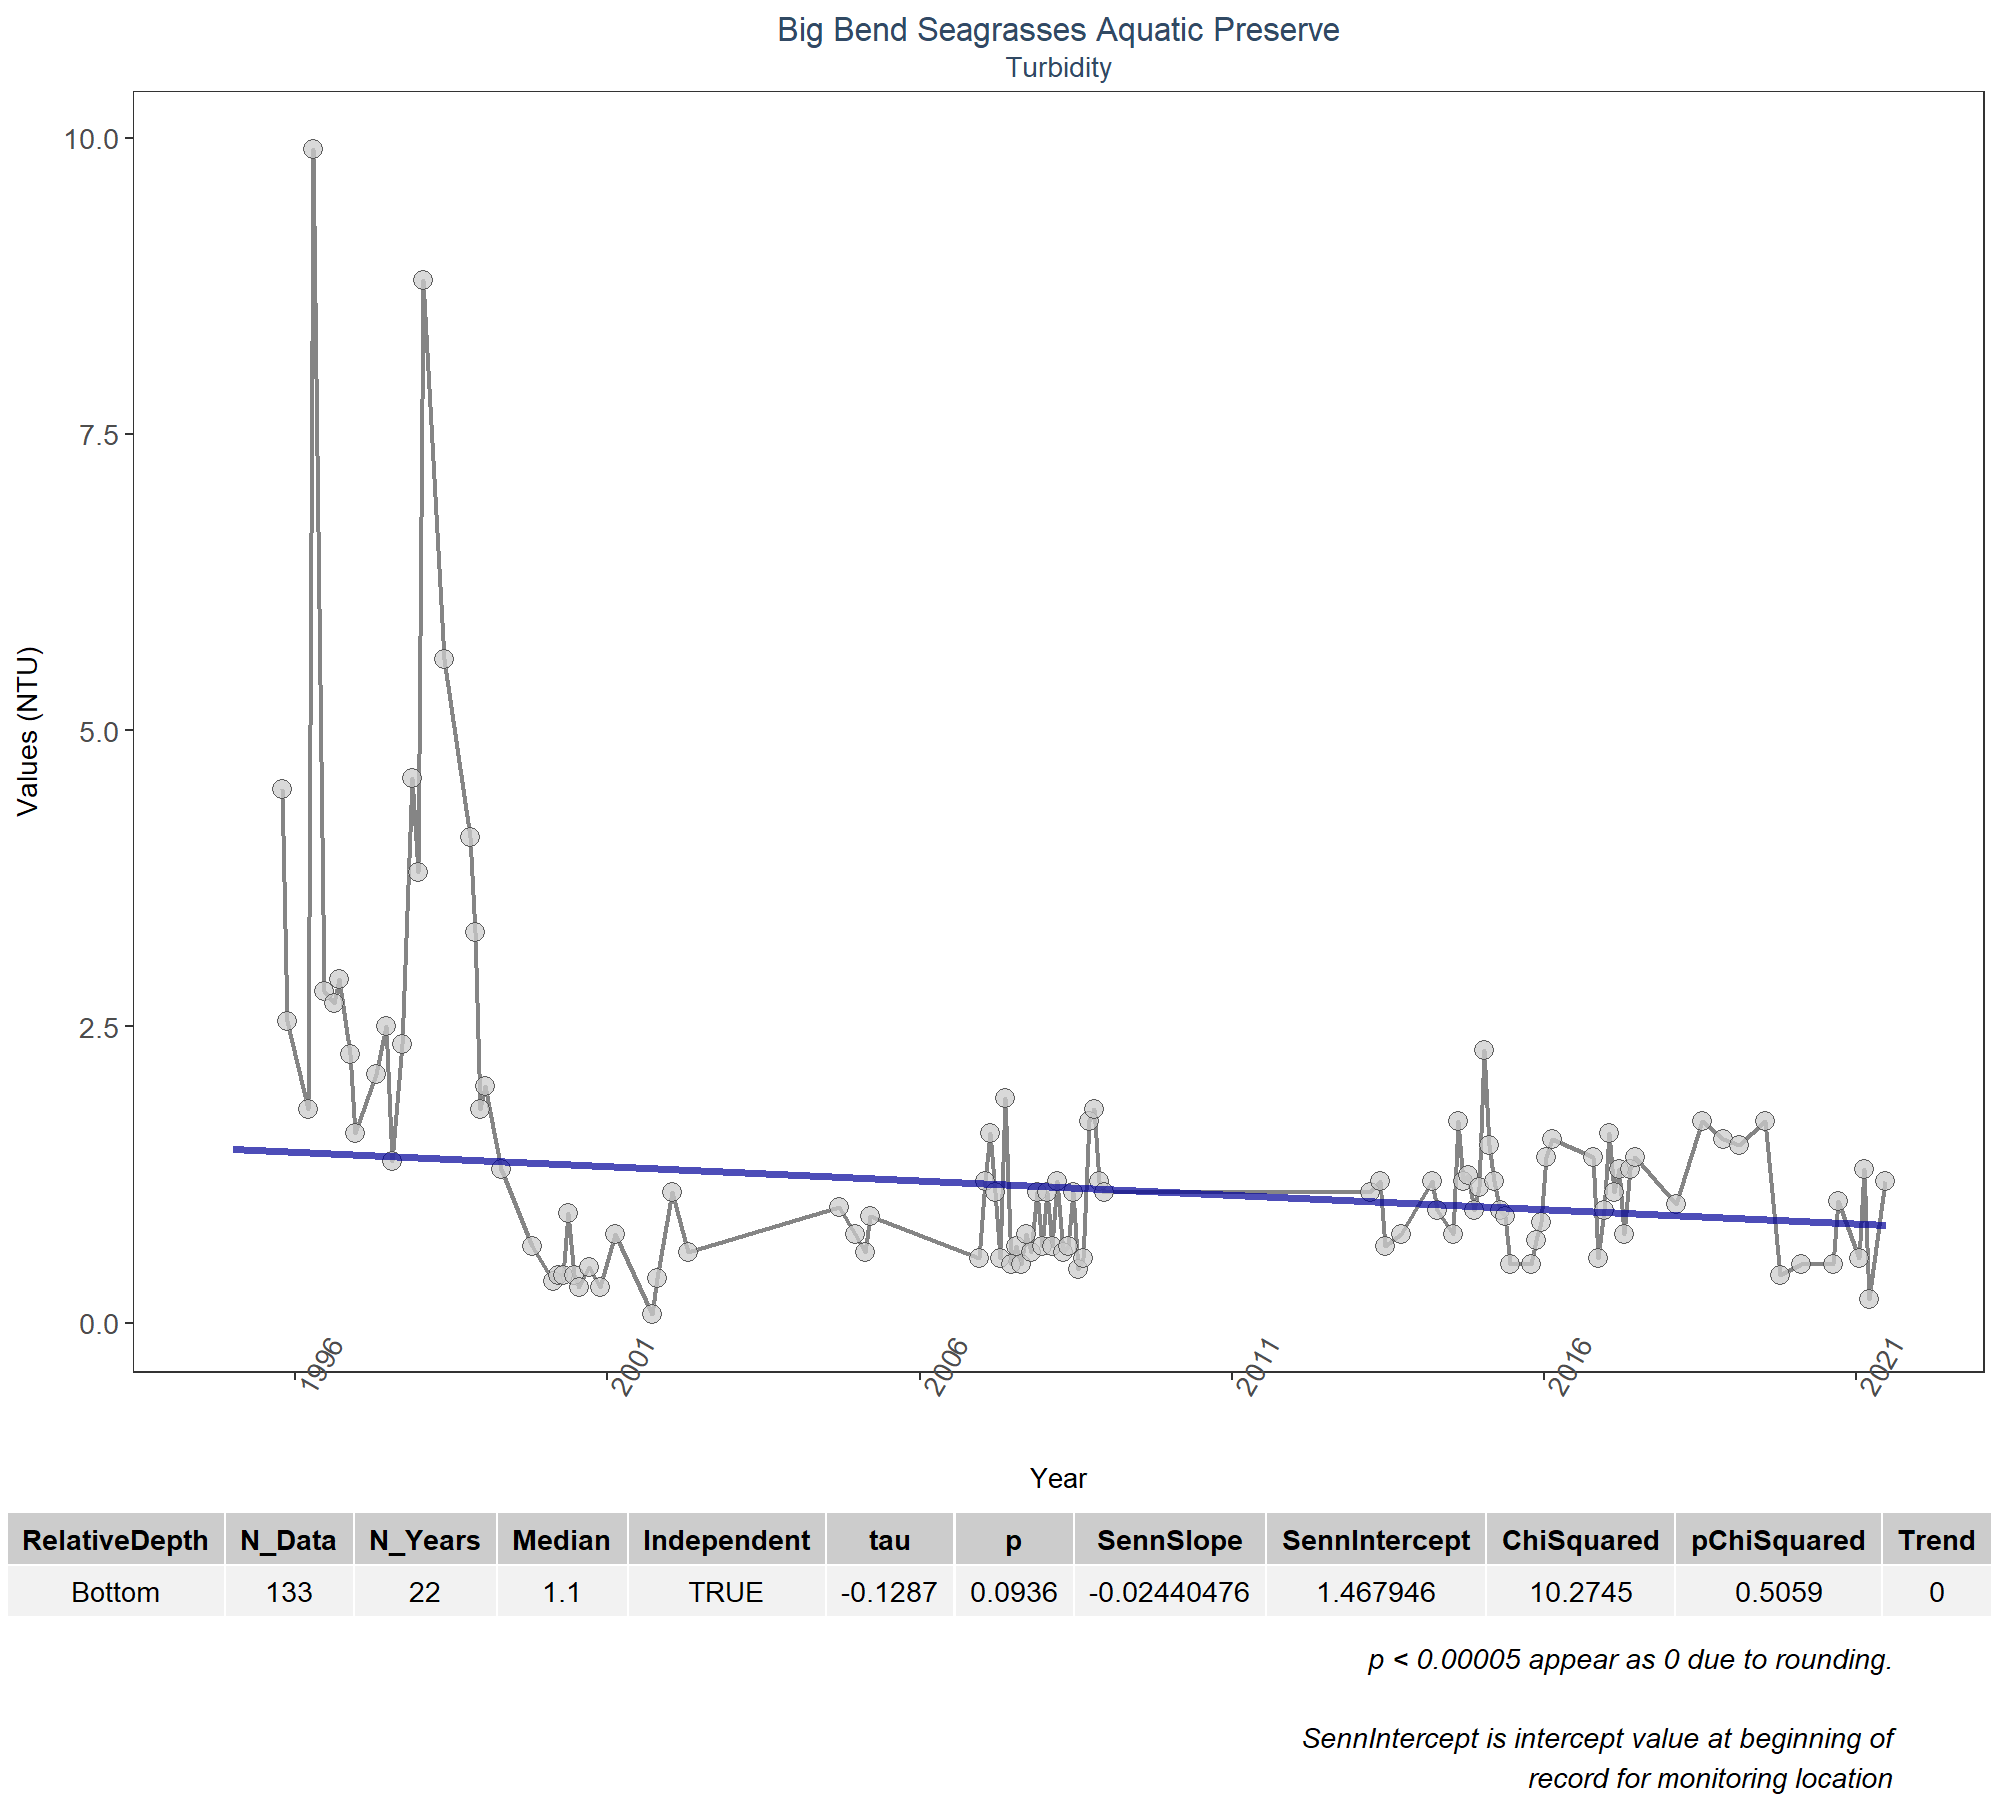 Big Bend Seagrasses Aquatic Preserve
Turbidity
10.0
7.5
5.0
2.5
0.0
Values (NTU)
1996 2001 2006 2011 2016 2021
Year
RelativeDepth N_Data N_Years Median Independent tau p SennSlope SennIntercept ChiSquared pChiSquared Trend
Bottom 133 22 1.1 TRUE -0.1287 0.0936 -0.02440476 1.467946 10.2745 0.5059 0
p < 0.00005 appear as 0 due to rounding.
SennIntercept is intercept value at beginning of
record for monitoring location